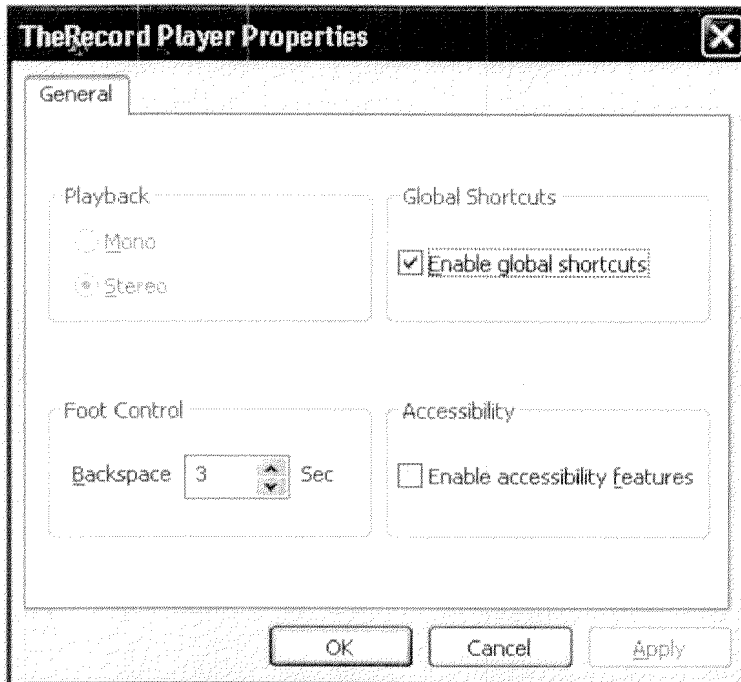 TheRecord Player Properties
General
Playback
Mono
Stereo
Global Shortcuts
Enable global shortcuts
Foot Control
Backspace 3 Sec
Accessibility
Enable accessibility features
OK Cancel Apply